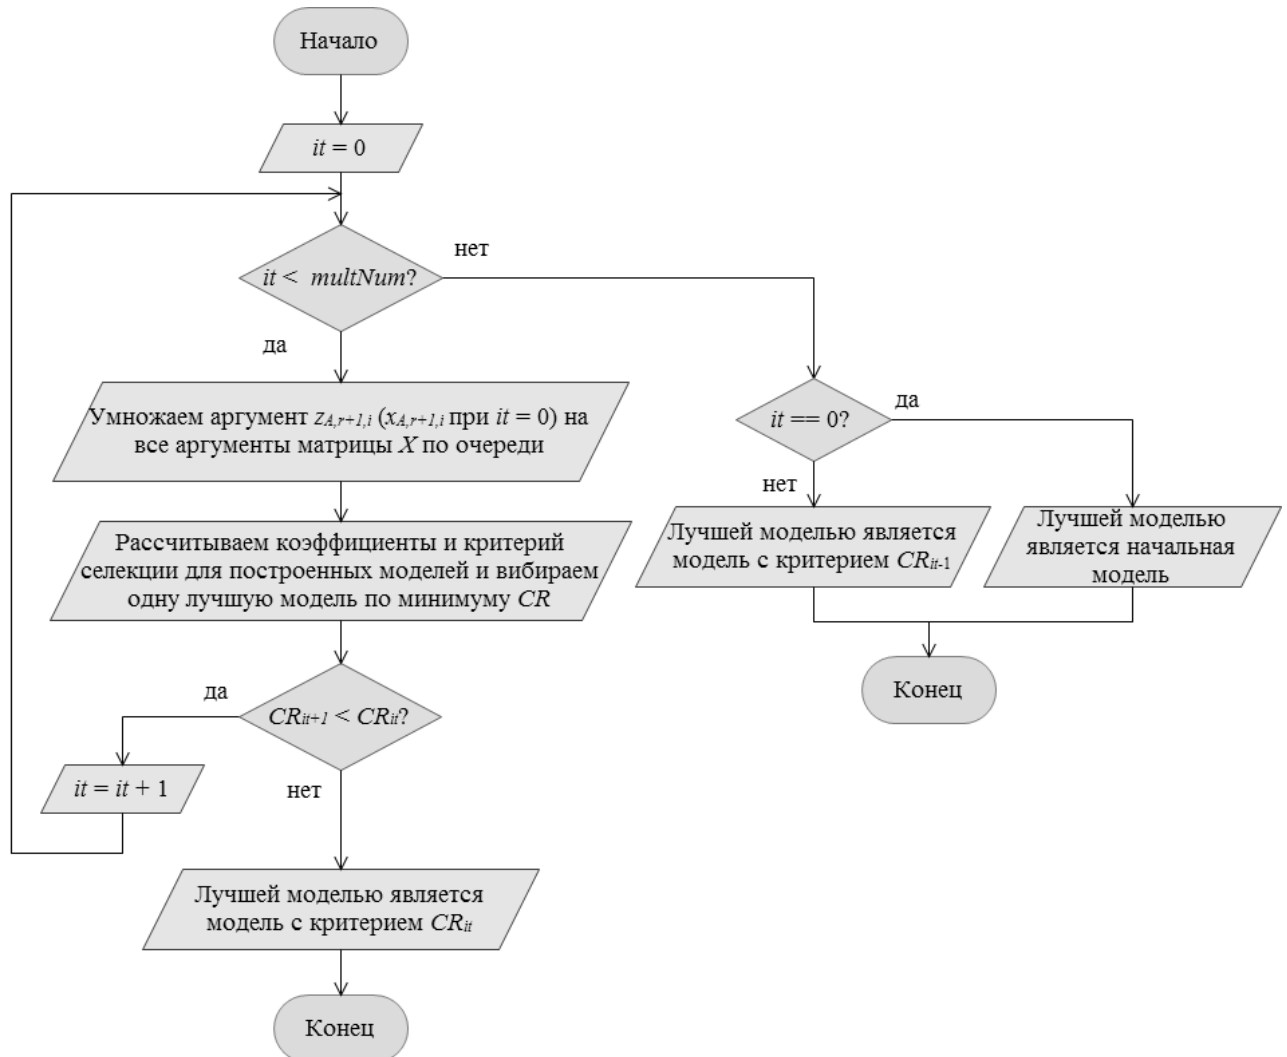 Начало
it = 0
it < multNum?
нет
да
Умножаем аргумент zA,r+1,i (xA,r+1,i при it = 0) на
все аргументы матрицы X по очереди
it == 0?
да
нет
Рассчитываем коэффициенты и критерий
селекции для построенных моделей и вибираем
одну лучшую модель по минимуму CR
Лучшей моделью является
модель с критерием CRit-1
Лучшей моделью
является начальная
модель
CRit+1 < CRit?
да
нет
it = it + 1
Конец
Лучшей моделью является
модель с критерием CRit
Конец